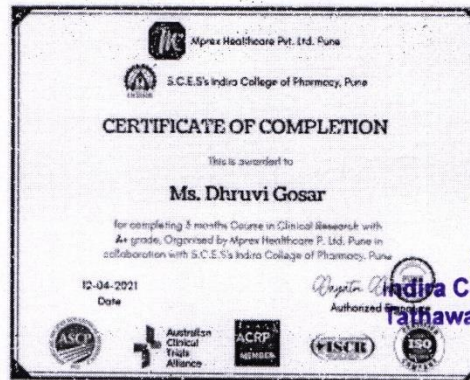 Mprex Healthcare Pvt. Ltd. Pune
S.C.E.S's Indira College of Pharmacy, Pune
CERTIFICATE OF COMPLETION
This is awarded to
Ms. Dhruvi Gosar
for completing 3 months Course in Clinical Research with
A+ grade, Organised by Mprex Healthcare P. Ltd. Pune in
collaboration with S.C.E.S's Indira College of Pharmacy, Pune
12-04-2021
Date
Authorized
Indira C
Tathawa
ASCP
Australian
Clinical
Trials
Alliance
ACRP
MEMBER
ISCR
ISO